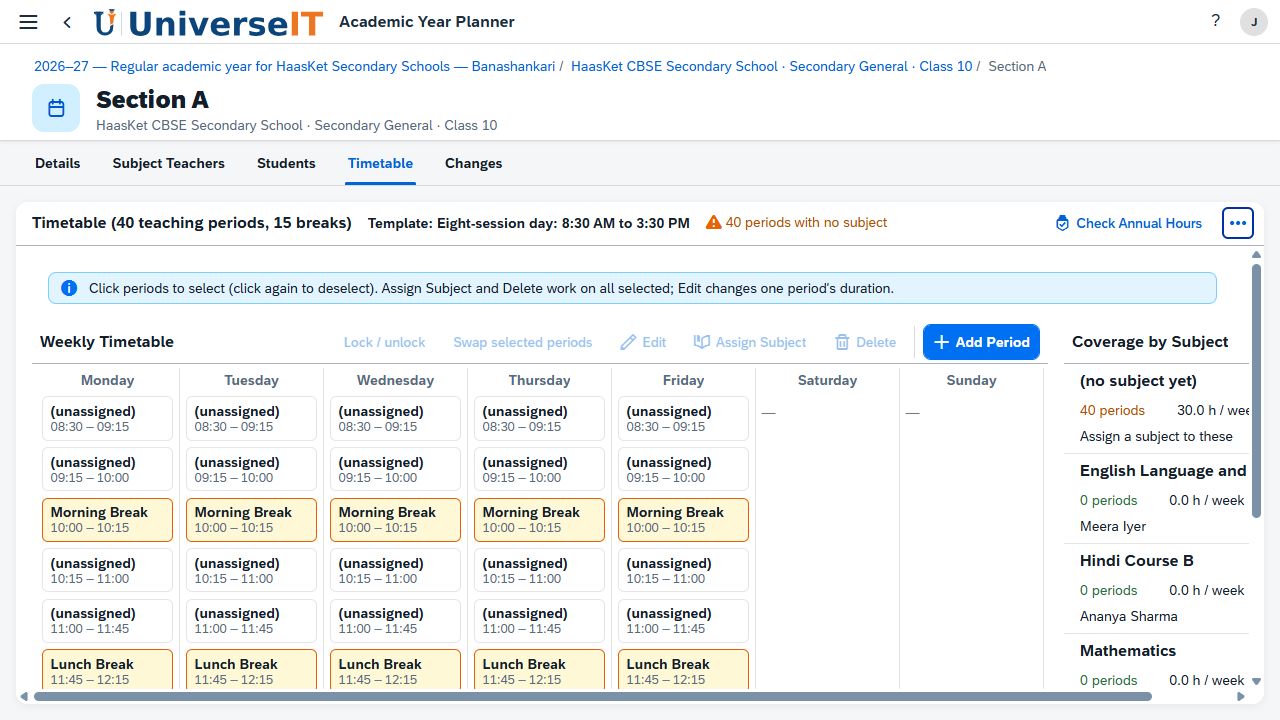 UniverseIT
Academic Year Planner
?
J
2026–27 — Regular academic year for HaasKet Secondary Schools — Banashankari / HaasKet CBSE Secondary School · Secondary General · Class 10 / Section A
Section A
HaasKet CBSE Secondary School · Secondary General · Class 10
Details Subject Teachers Students Timetable Changes
Timetable (40 teaching periods, 15 breaks) Template: Eight-session day: 8:30 AM to 3:30 PM 40 periods with no subject Check Annual Hours
Click periods to select (click again to deselect). Assign Subject and Delete work on all selected; Edit changes one period's duration.
Weekly Timetable Lock / unlock Swap selected periods Edit Assign Subject Delete Add Period
Monday Tuesday Wednesday Thursday Friday Saturday Sunday
(unassigned) (unassigned) (unassigned) (unassigned) (unassigned) — —
08:30 – 09:15 08:30 – 09:15 08:30 – 09:15 08:30 – 09:15 08:30 – 09:15
(unassigned) (unassigned) (unassigned) (unassigned) (unassigned)
09:15 – 10:00 09:15 – 10:00 09:15 – 10:00 09:15 – 10:00 09:15 – 10:00
Morning Break Morning Break Morning Break Morning Break Morning Break
10:00 – 10:15 10:00 – 10:15 10:00 – 10:15 10:00 – 10:15 10:00 – 10:15
(unassigned) (unassigned) (unassigned) (unassigned) (unassigned)
10:15 – 11:00 10:15 – 11:00 10:15 – 11:00 10:15 – 11:00 10:15 – 11:00
(unassigned) (unassigned) (unassigned) (unassigned) (unassigned)
11:00 – 11:45 11:00 – 11:45 11:00 – 11:45 11:00 – 11:45 11:00 – 11:45
Lunch Break Lunch Break Lunch Break Lunch Break Lunch Break
11:45 – 12:15 11:45 – 12:15 11:45 – 12:15 11:45 – 12:15 11:45 – 12:15
Coverage by Subject
(no subject yet)
40 periods 30.0 h / wee
Assign a subject to these
English Language and
0 periods 0.0 h / week
Meera Iyer
Hindi Course B
0 periods 0.0 h / week
Ananya Sharma
Mathematics
0 periods 0.0 h / week